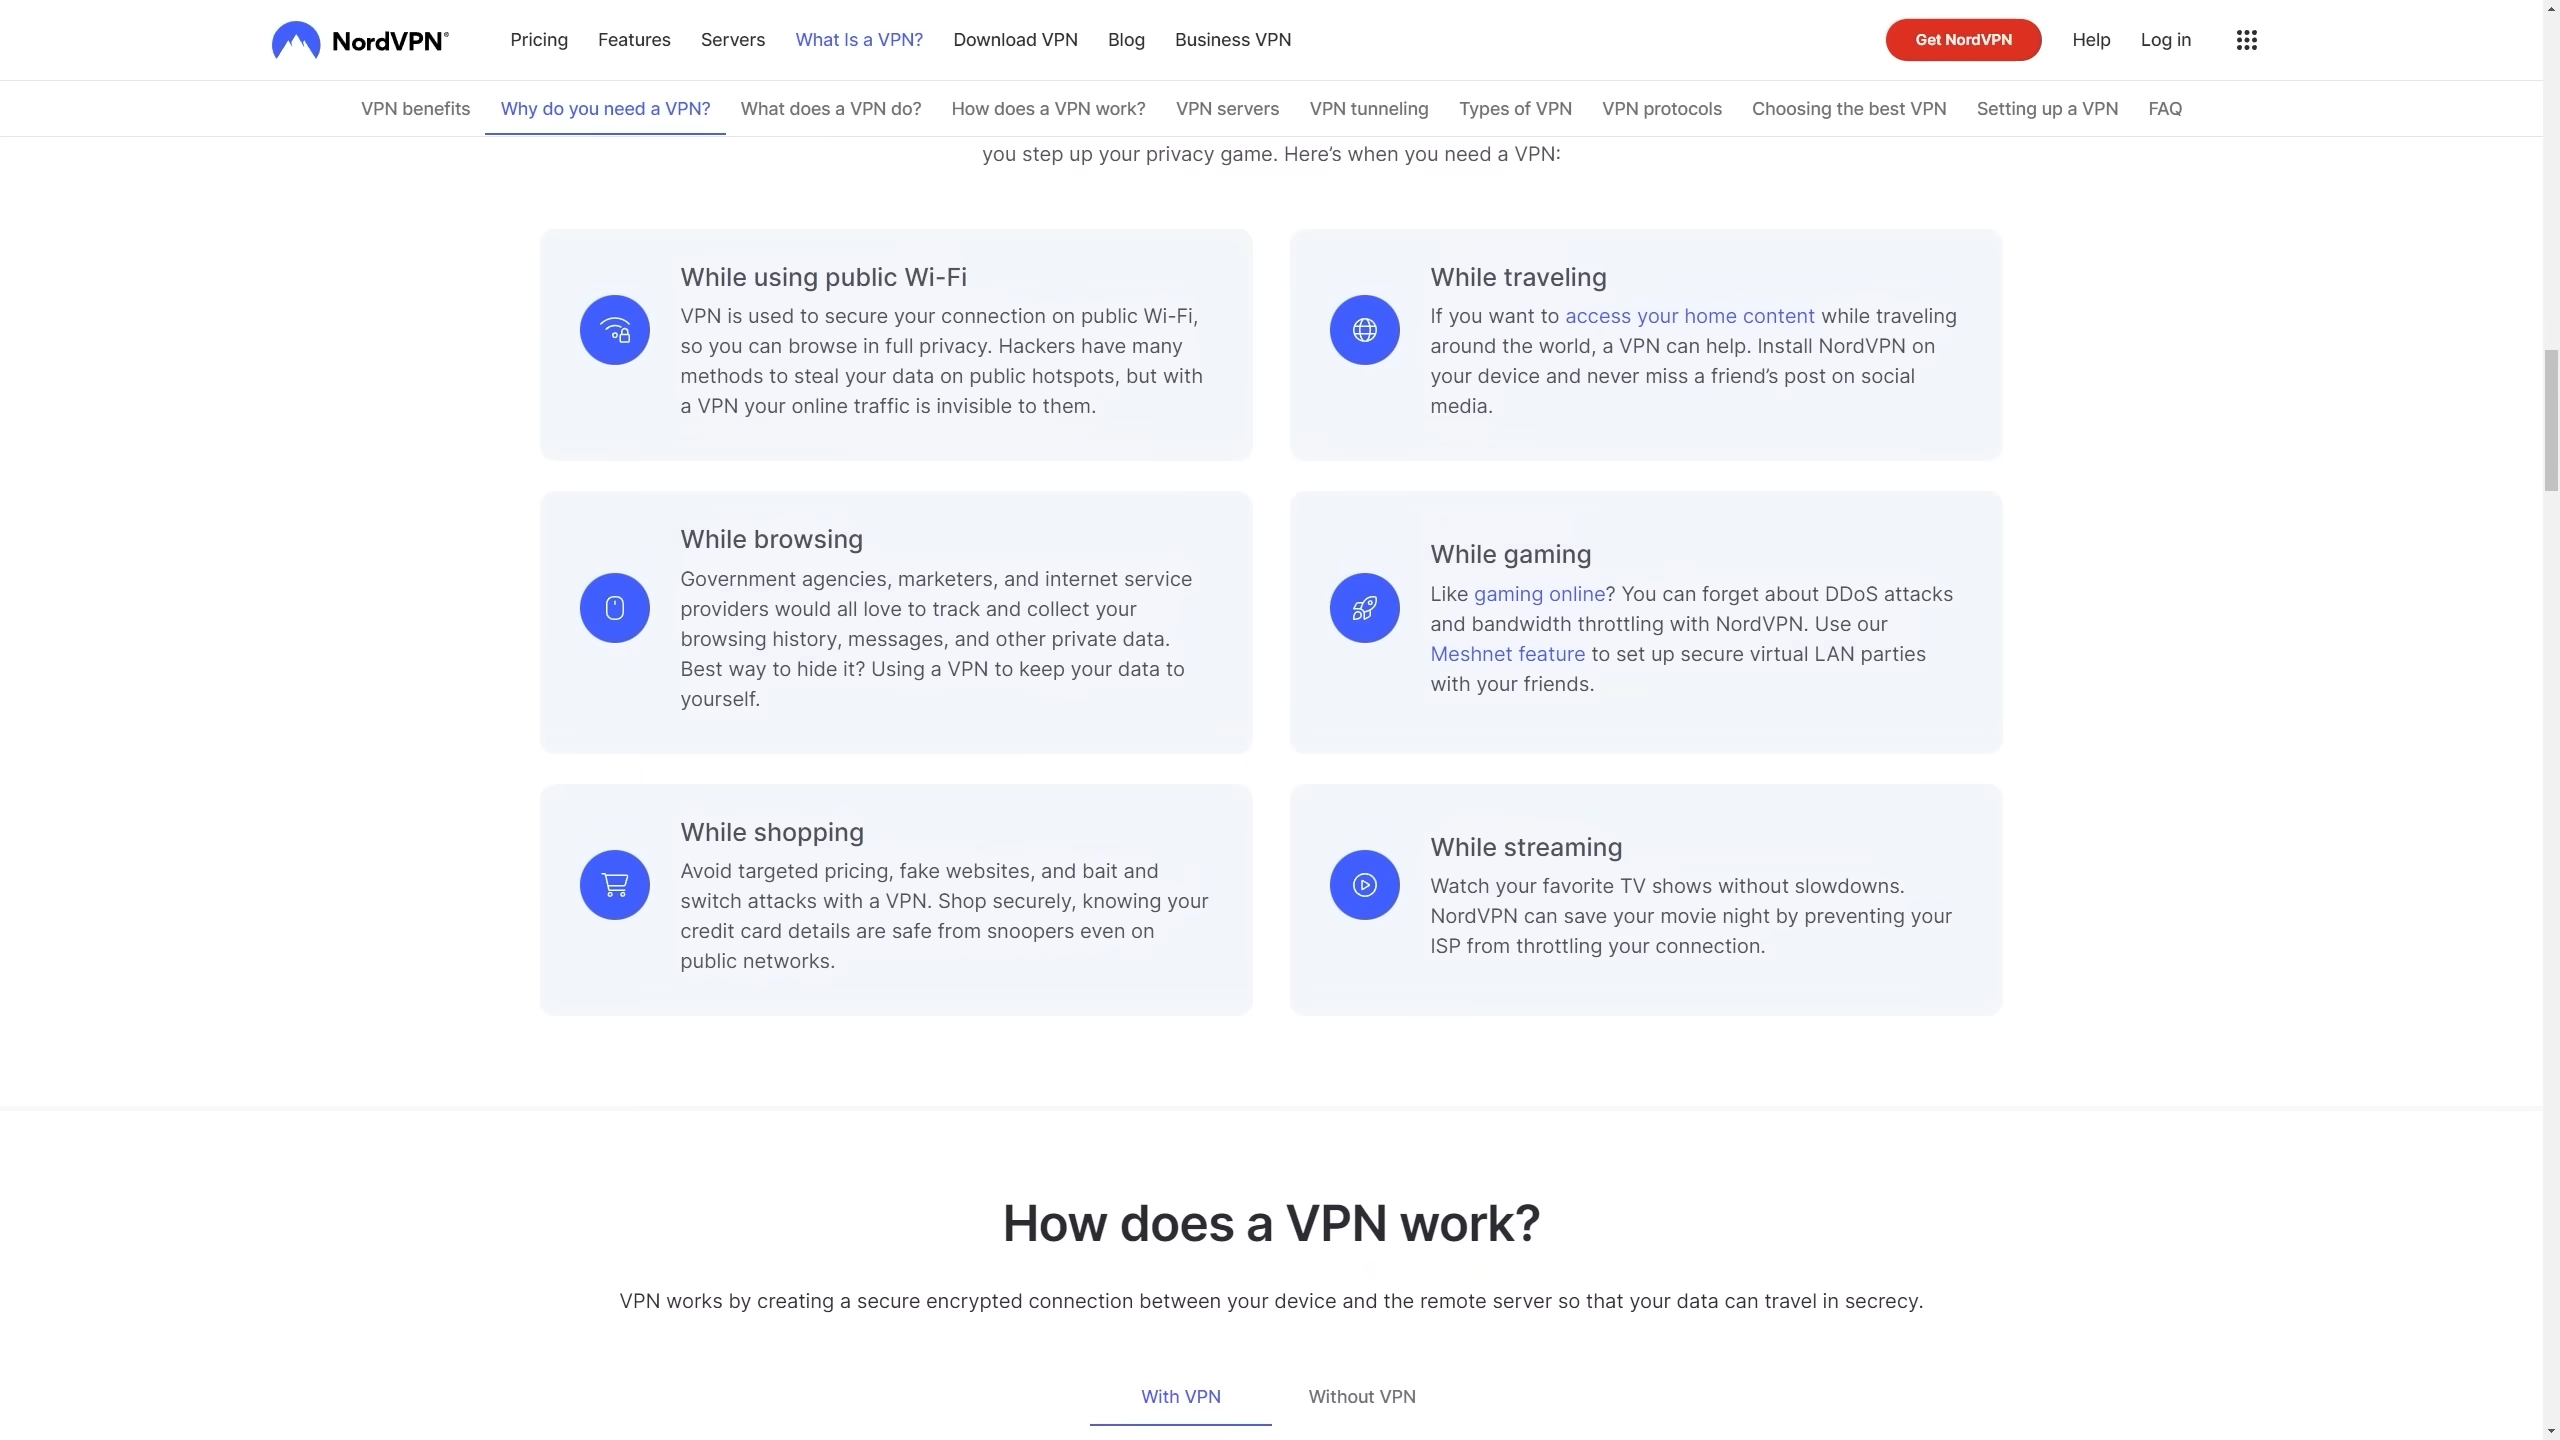 NordVPN®
Pricing
Features
Servers
What Is a VPN?
Download VPN
Blog
Business VPN
Get NordVPN
Help
Log in
VPN benefits
Why do you need a VPN?
What does a VPN do?
How does a VPN work?
VPN servers
VPN tunneling
Types of VPN
VPN protocols
Choosing the best VPN
Setting up a VPN
FAQ
you step up your privacy game. Here’s when you need a VPN:
While using public Wi-Fi
VPN is used to secure your connection on public Wi-Fi,
so you can browse in full privacy. Hackers have many
methods to steal your data on public hotspots, but with
a VPN your online traffic is invisible to them.
While traveling
If you want to access your home content while traveling
around the world, a VPN can help. Install NordVPN on
your device and never miss a friend’s post on social
media.
While browsing
Government agencies, marketers, and internet service
providers would all love to track and collect your
browsing history, messages, and other private data.
Best way to hide it? Using a VPN to keep your data to
yourself.
While gaming
Like gaming online? You can forget about DDoS attacks
and bandwidth throttling with NordVPN. Use our
Meshnet feature to set up secure virtual LAN parties
with your friends.
While shopping
Avoid targeted pricing, fake websites, and bait and
switch attacks with a VPN. Shop securely, knowing your
credit card details are safe from snoopers even on
public networks.
While streaming
Watch your favorite TV shows without slowdowns.
NordVPN can save your movie night by preventing your
ISP from throttling your connection.
How does a VPN work?
VPN works by creating a secure encrypted connection between your device and the remote server so that your data can travel in secrecy.
With VPN
Without VPN